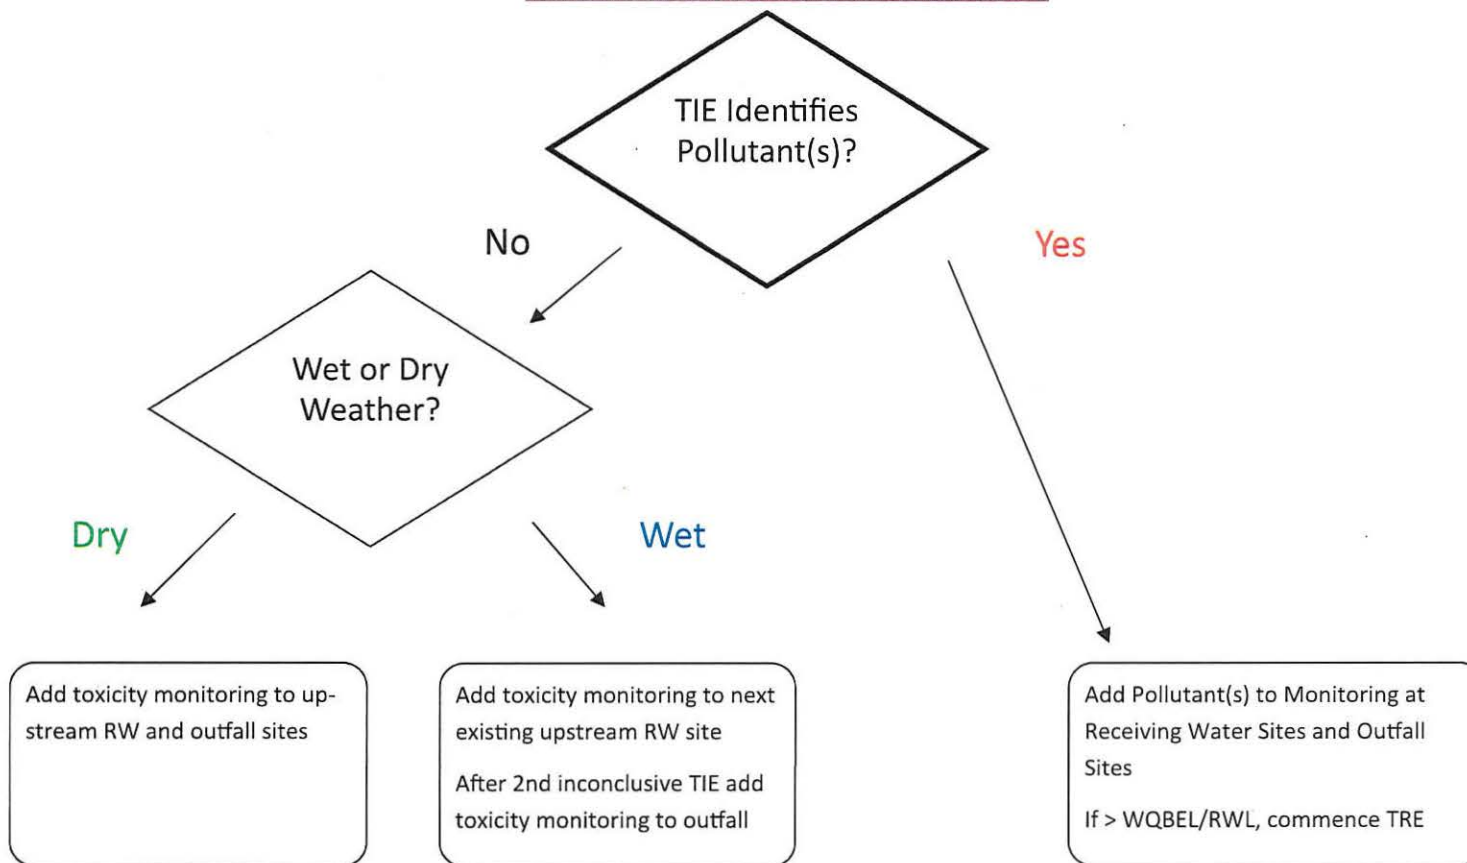 TIE Identifies
Pollutant(s)?
No
Yes
Wet or Dry
Weather?
Dry
Wet
Add toxicity monitoring to up-
stream RW and outfall sites
Add toxicity monitoring to next
existing upstream RW site
After 2nd inconclusive TIE add
toxicity monitoring to outfall
Add Pollutant(s) to Monitoring at
Receiving Water Sites and Outfall
Sites
If > WQBEL/RWL, commence TRE